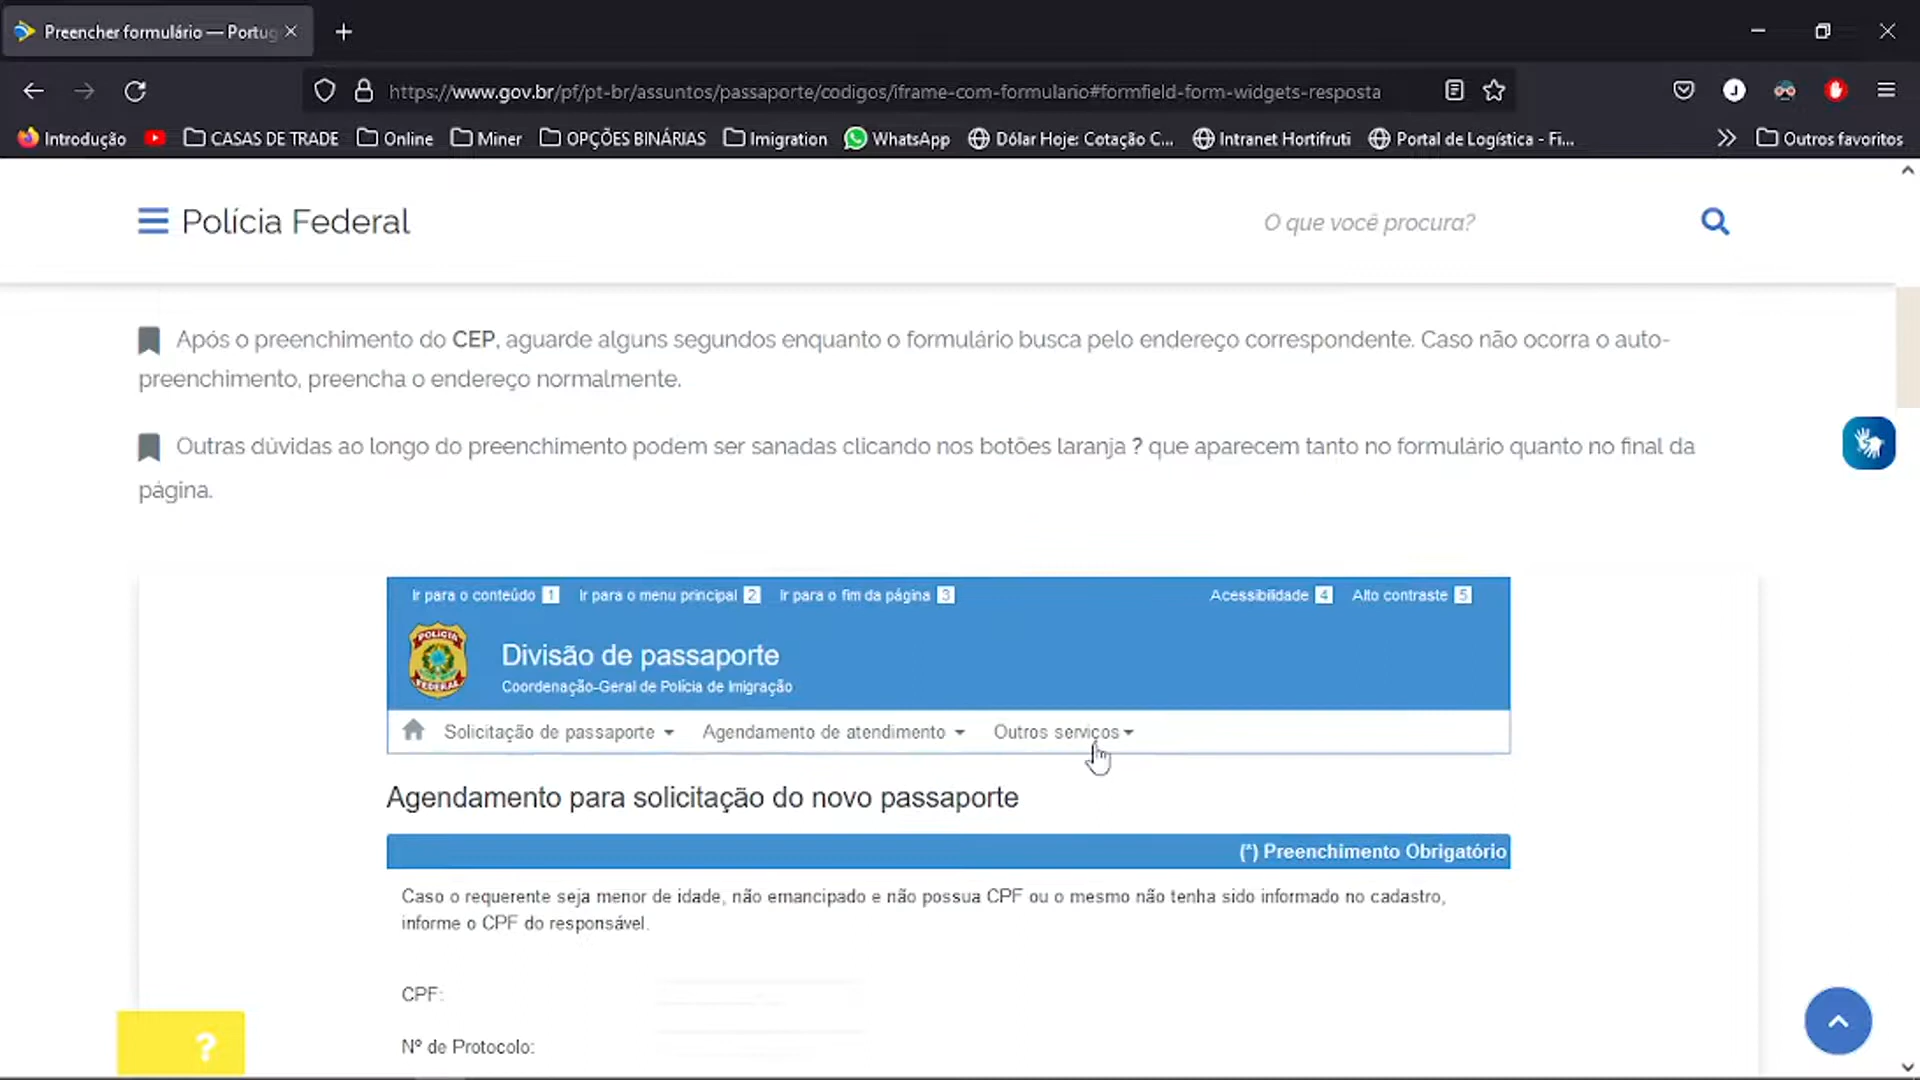 Preencher formulário — Portug
https://www.gov.br/pf/pt-br/assuntos/passaporte/codigos/iframe-com-formulario#formfield-form-widgets-resposta
J
Introdução CASAS DE TRADE Online Miner OPÇÕES BINÁRIAS Imigration WhatsApp Dólar Hoje: Cotação C... Intranet Hortifruti Portal de Logística - Fi... Outros favoritos
Polícia Federal
O que você procura?
Após o preenchimento do CEP, aguarde alguns segundos enquanto o formulário busca pelo endereço correspondente. Caso não ocorra o auto-
preenchimento, preencha o endereço normalmente.
Outras dúvidas ao longo do preenchimento podem ser sanadas clicando nos botões laranja ? que aparecem tanto no formulário quanto no final da
página.
Ir para o conteúdo 1 Ir para o menu principal 2 Ir para o fim da página 3 Acessibilidade 4 Alto contraste 5
POLÍCIA
FEDERAL
Divisão de passaporte
Coordenação-Geral de Polícia de Imigração
Solicitação de passaporte Agendamento de atendimento Outros serviços
Agendamento para solicitação do novo passaporte
(*) Preenchimento Obrigatório
Caso o requerente seja menor de idade, não emancipado e não possua CPF ou o mesmo não tenha sido informado no cadastro,
informe o CPF do responsável.
CPF:
Nº de Protocolo:
?